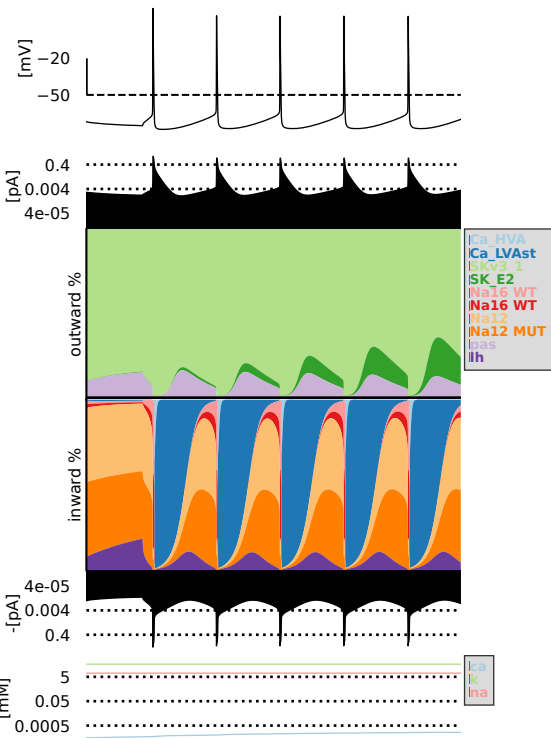 [mV]
−20
−50
[pA]
0.4
0.004
4e-05
outward %
Ca_HVA
Ca_LVAst
SKv3_1
SK_E2
Na16 WT
Na16 WT
Na12
Na12 MUT
pas
Ih
inward %
-[pA]
4e-05
0.004
0.4
[mM]
5
0.05
0.0005
ca
k
na